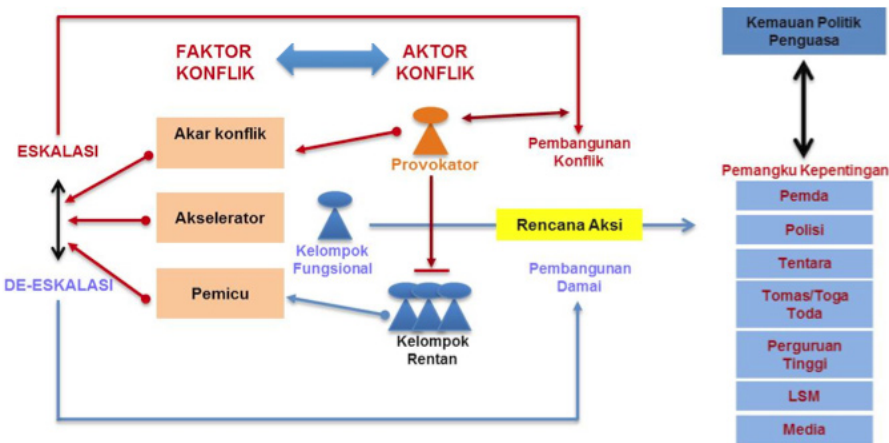 FAKTOR
KONFLIK
AKTOR
KONFLIK
Kemauan Politik
Penguasa
ESKALASI
Akar konflik
Provokator
Pembangunan
Konflik
Pemangku Kepentingan
Akselerator
Kelompok
Fungsional
Rencana Aksi
DE-ESKALASI
Pemicu
Kelompok
Rentan
Pembangunan
Damai
Pemda
Polisi
Tentara
Tomas/Toga
Toda
Perguruan
Tinggi
LSM
Media